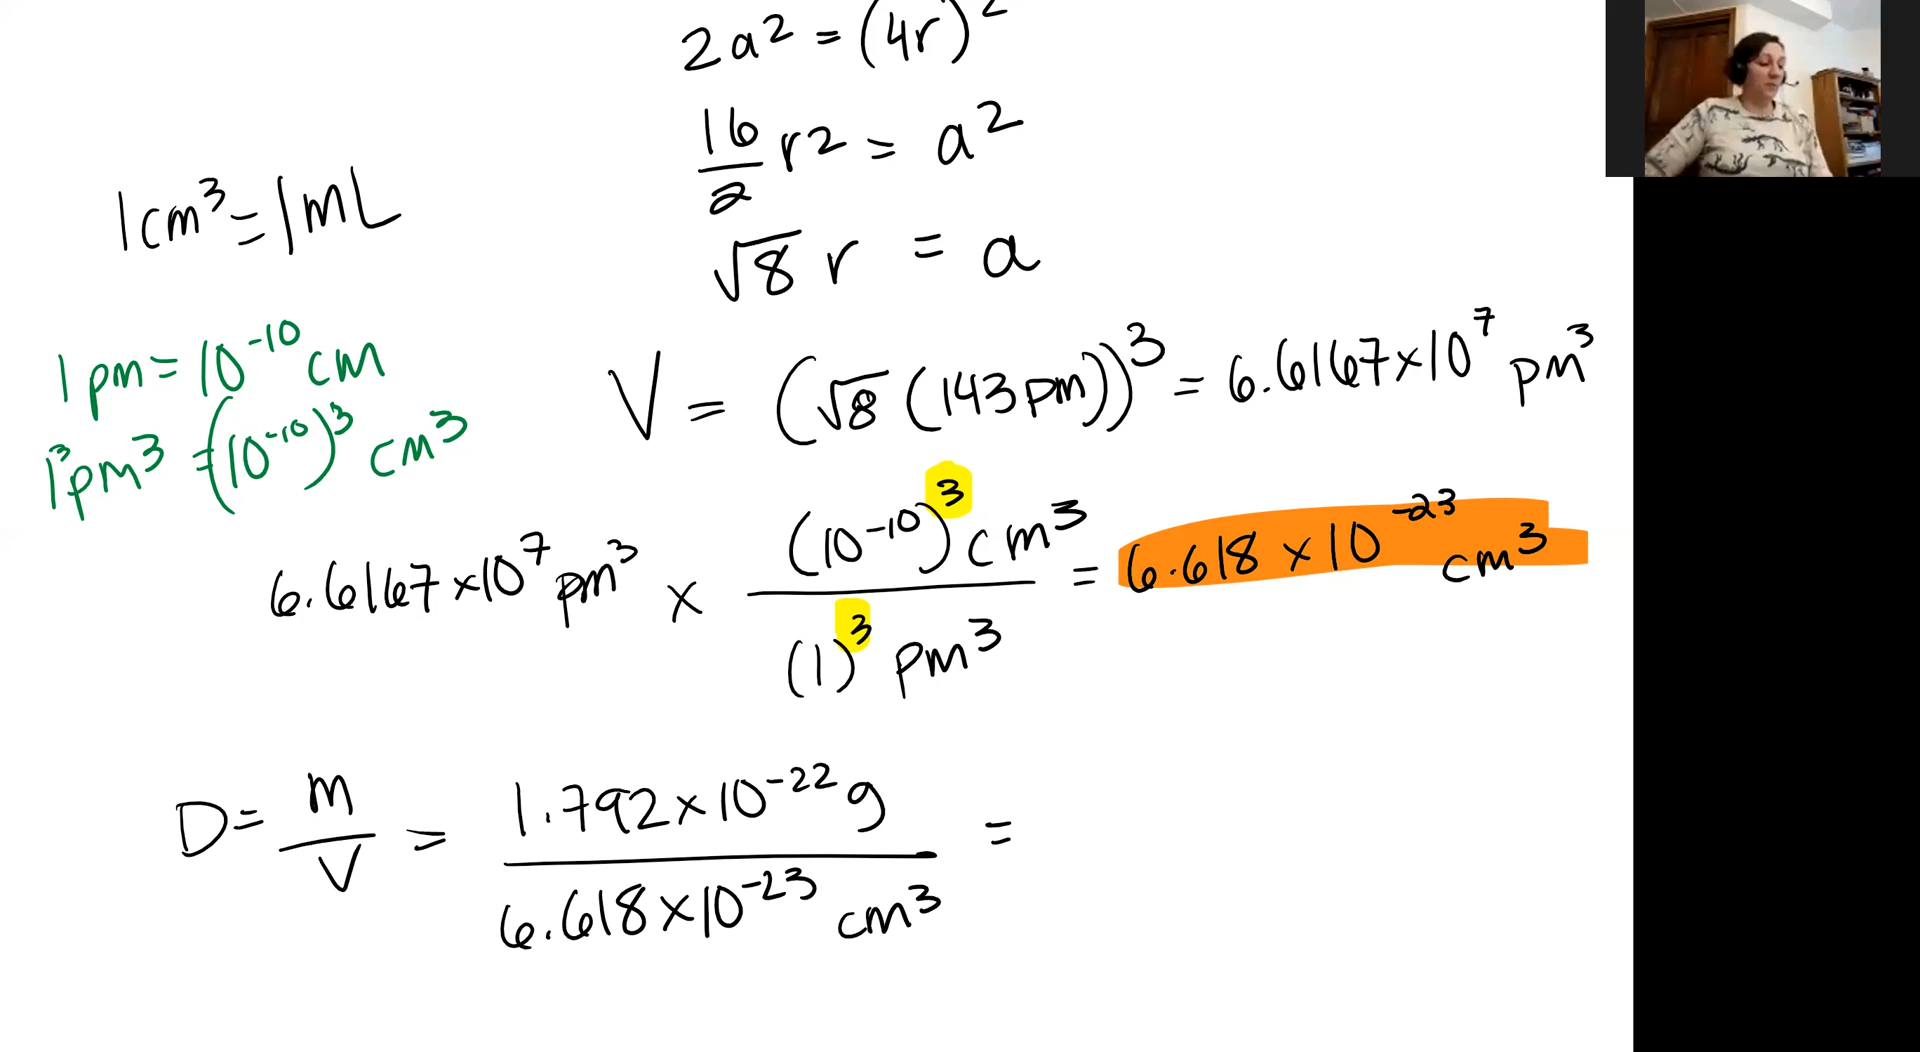 2a² = (4r)²
16/2 r² = a²
1cm³ = 1mL
√8 r = a
1pm = 10⁻¹⁰ cm
1³pm³ = (10⁻¹⁰)³ cm³
V = (√8 (143pm))³ = 6.6167×10⁷ pm³
6.6167×10⁷ pm³ × (10⁻¹⁰)³ cm³ / (1)³ pm³ = 6.618 × 10⁻²³ cm³
D = m/V = 1.792×10⁻²² g / 6.618×10⁻²³ cm³ =